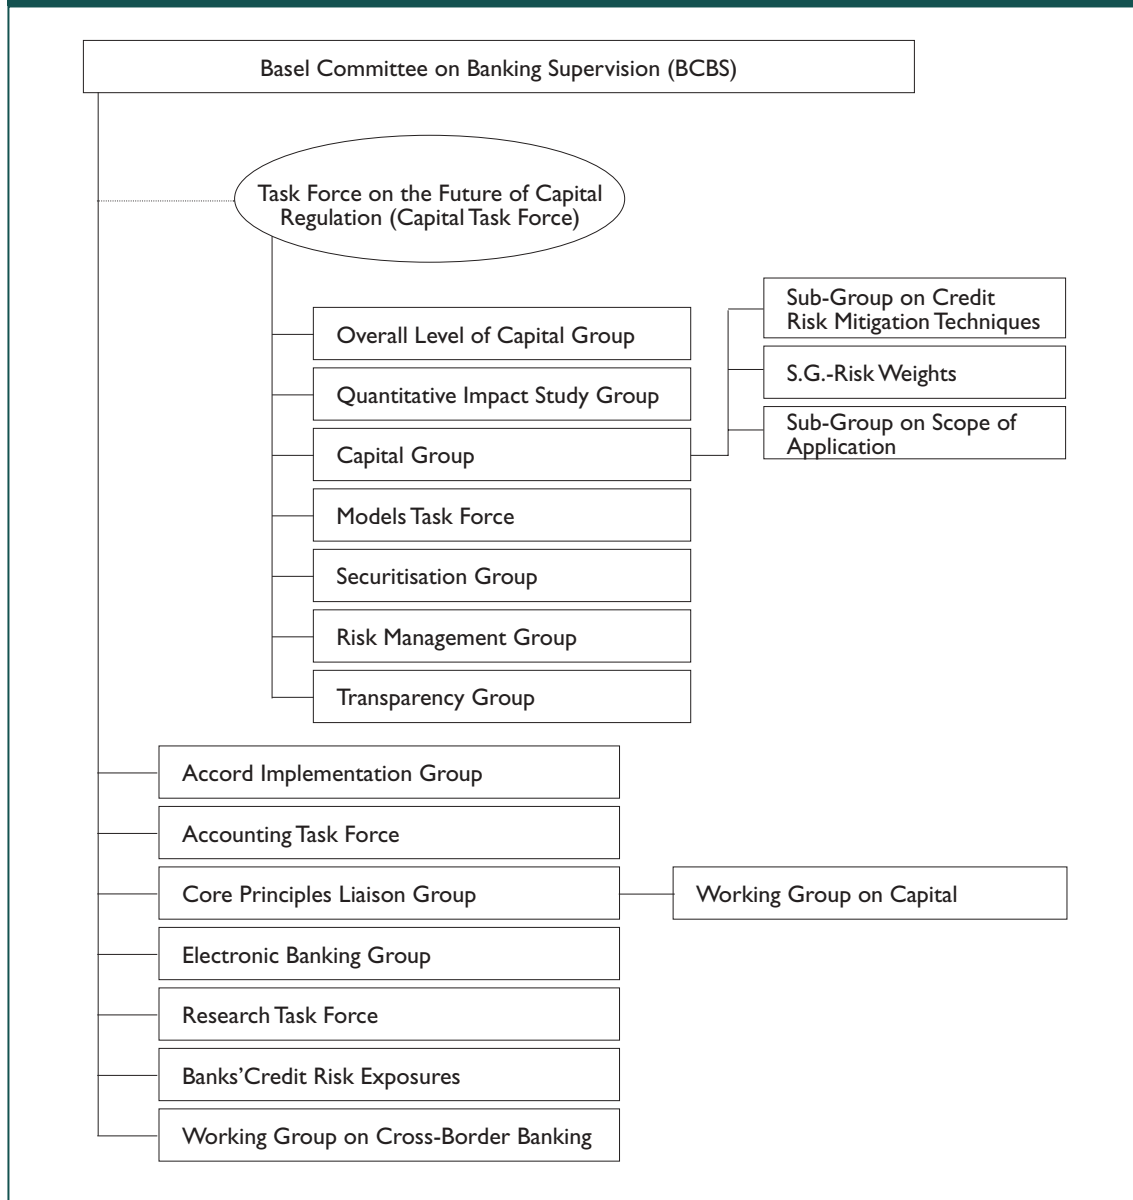 Basel Committee on Banking Supervision (BCBS)
Task Force on the Future of Capital
Regulation (Capital Task Force)
Overall Level of Capital Group
Quantitative Impact Study Group
Capital Group
Models Task Force
Securitisation Group
Risk Management Group
Transparency Group
Sub-Group on Credit
Risk Mitigation Techniques
S.G.-Risk Weights
Sub-Group on Scope of
Application
Accord Implementation Group
Accounting Task Force
Core Principles Liaison Group
Working Group on Capital
Electronic Banking Group
Research Task Force
Banks'Credit Risk Exposures
Working Group on Cross-Border Banking